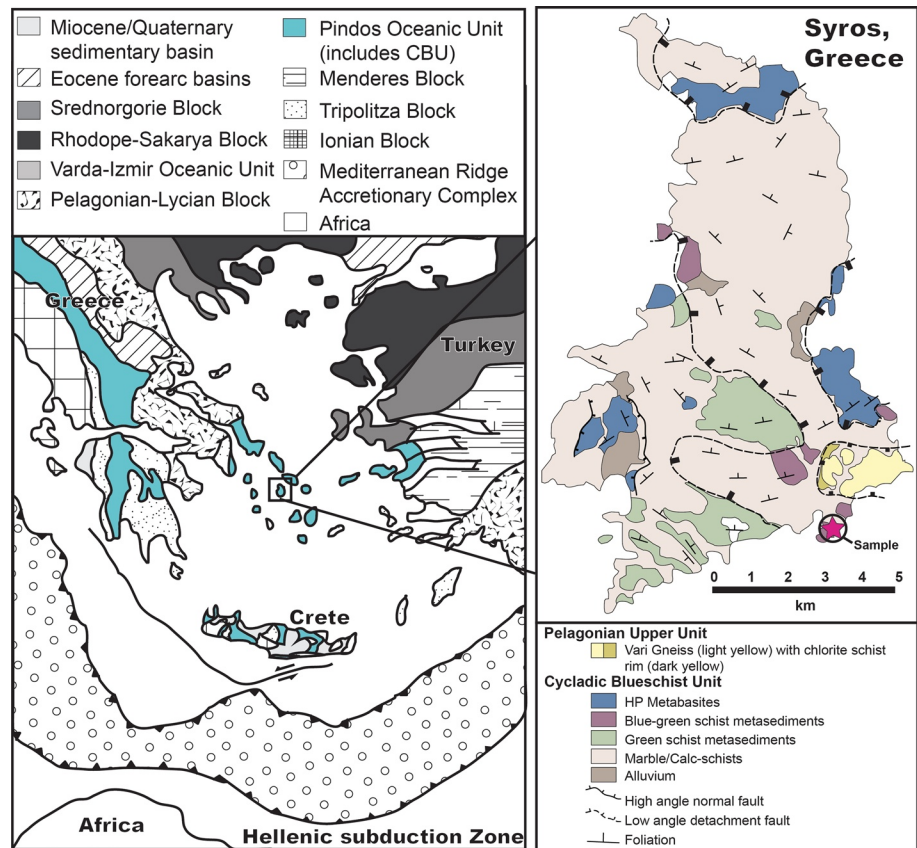 Miocene/Quaternary
sedimentary basin
Eocene forearc basins
Srednorgorie Block
Rhodope-Sakarya Block
Varda-Izmir Oceanic Unit
Pelagonian-Lycian Block
Pindos Oceanic Unit
(includes CBU)
Menderes Block
Tripolitza Block
Ionian Block
Mediterranean Ridge
Accretionary Complex
Africa
Greece
Turkey
Crete
Africa
Hellenic subduction Zone
Syros,
Greece
Sample
0 1 2 3 4 5
km
Pelagonian Upper Unit
Vari Gneiss (light yellow) with chlorite schist
rim (dark yellow)
Cycladic Blueschist Unit
HP Metabasites
Blue-green schist metasediments
Green schist metasediments
Marble/Calc-schists
Alluvium
High angle normal fault
Low angle detachment fault
Foliation